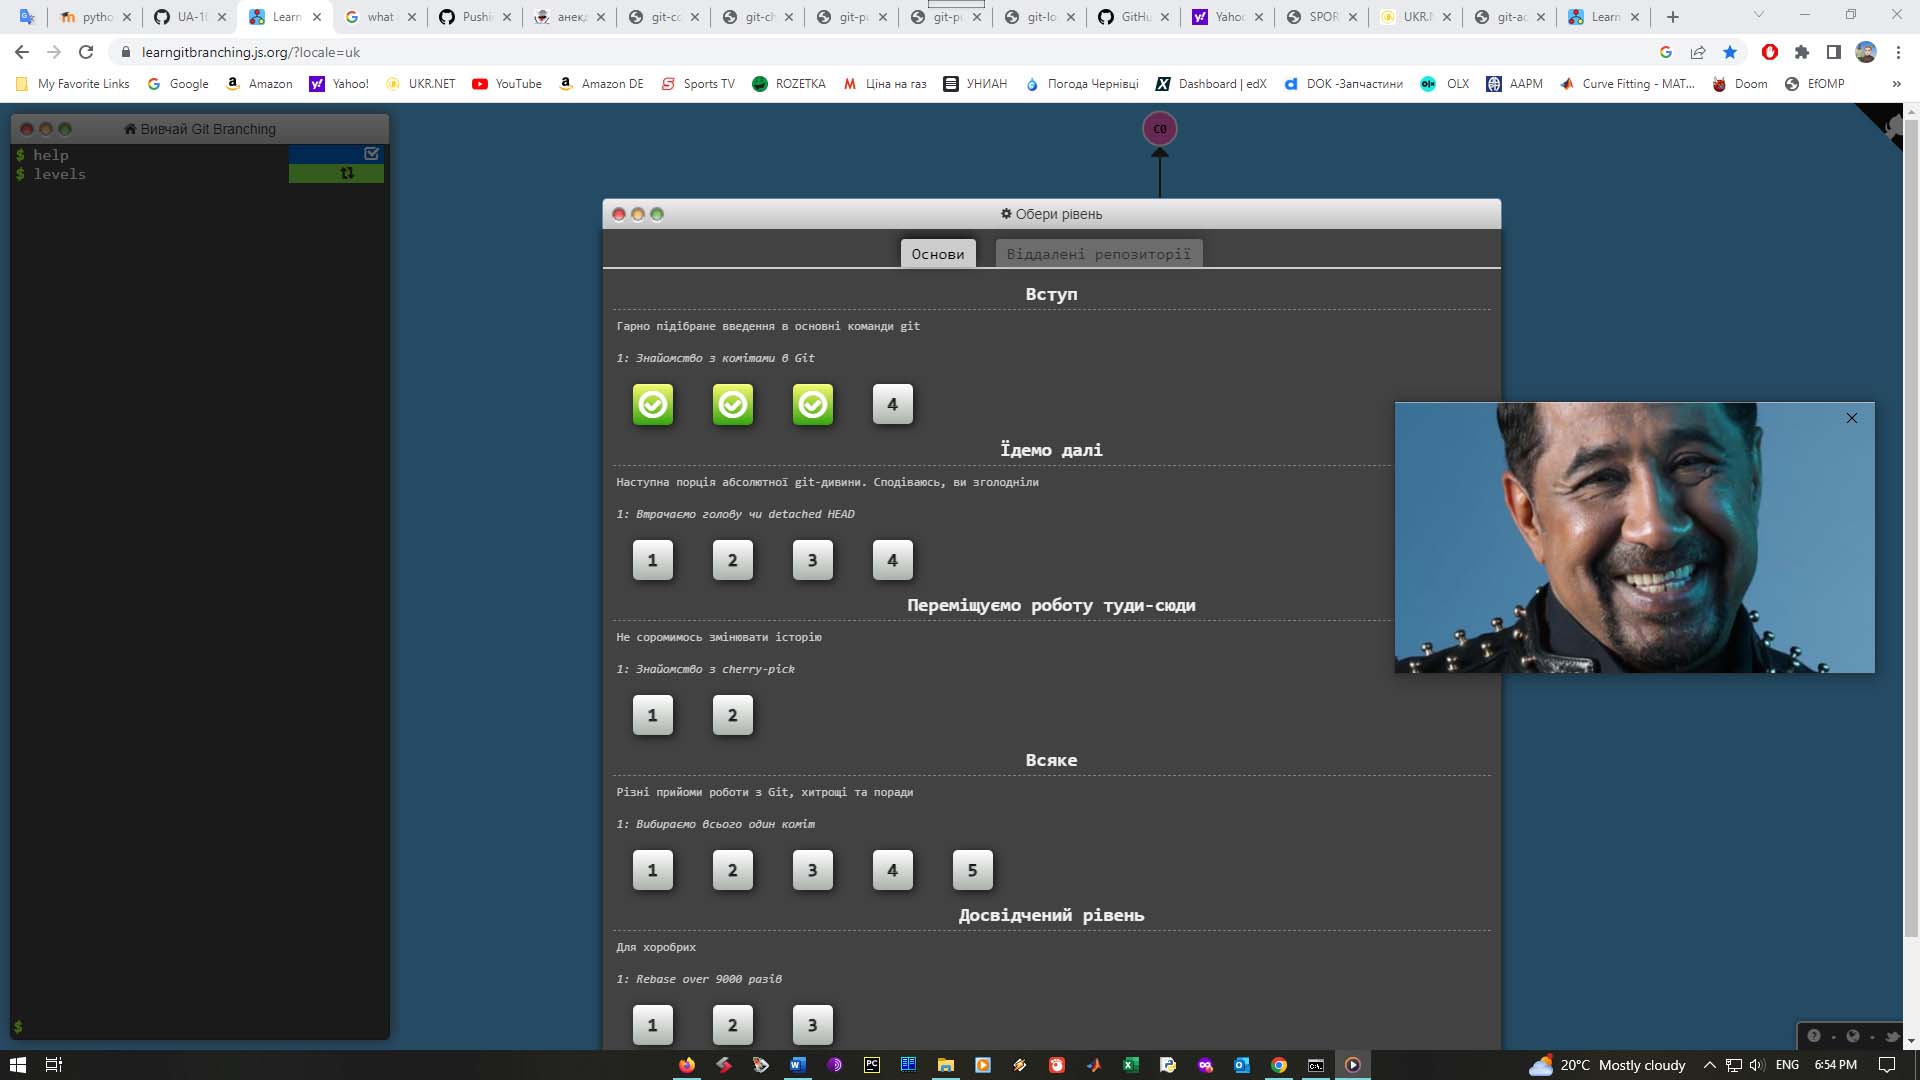 pytho
UA-1
Learn
what
Pushi
анекд
git-co
git-ch
git-pu
git-pu
git-lo
GitHu
Yahoo
SPOR
UKR.N
git-ac
Learn
learngitbranching.js.org/?locale=uk
My Favorite Links
Google
Amazon
Yahoo!
UKR.NET
YouTube
Amazon DE
Sports TV
ROZETKA
Ціна на газ
УНИАН
Погода Чернівці
Dashboard | edX
DOK -Запчастини
OLX
AAPM
Curve Fitting - MAT...
Doom
EfOMP
»
Вивчай Git Branching
$ help
$ levels
$
C0
Обери рівень
Основи
Віддалені репозиторії
Вступ
Гарно підібране введення в основні команди git
1: Знайомство з комітами в Git
4
Їдемо далі
Наступна порція абсолютної git-дивини. Сподіваюсь, ви зголодніли
1: Втрачаємо голову чи detached HEAD
1 2 3 4
Переміщуємо роботу туди-сюди
Не соромимось змінювати історію
1: Знайомство з cherry-pick
1 2
Всяке
Різні прийоми роботи з Git, хитрощі та поради
1: Вибираємо всього один коміт
1 2 3 4 5
Досвідчений рівень
Для хоробрих
1: Rebase over 9000 разів
1 2 3
20°C Mostly cloudy
ENG
6:54 PM